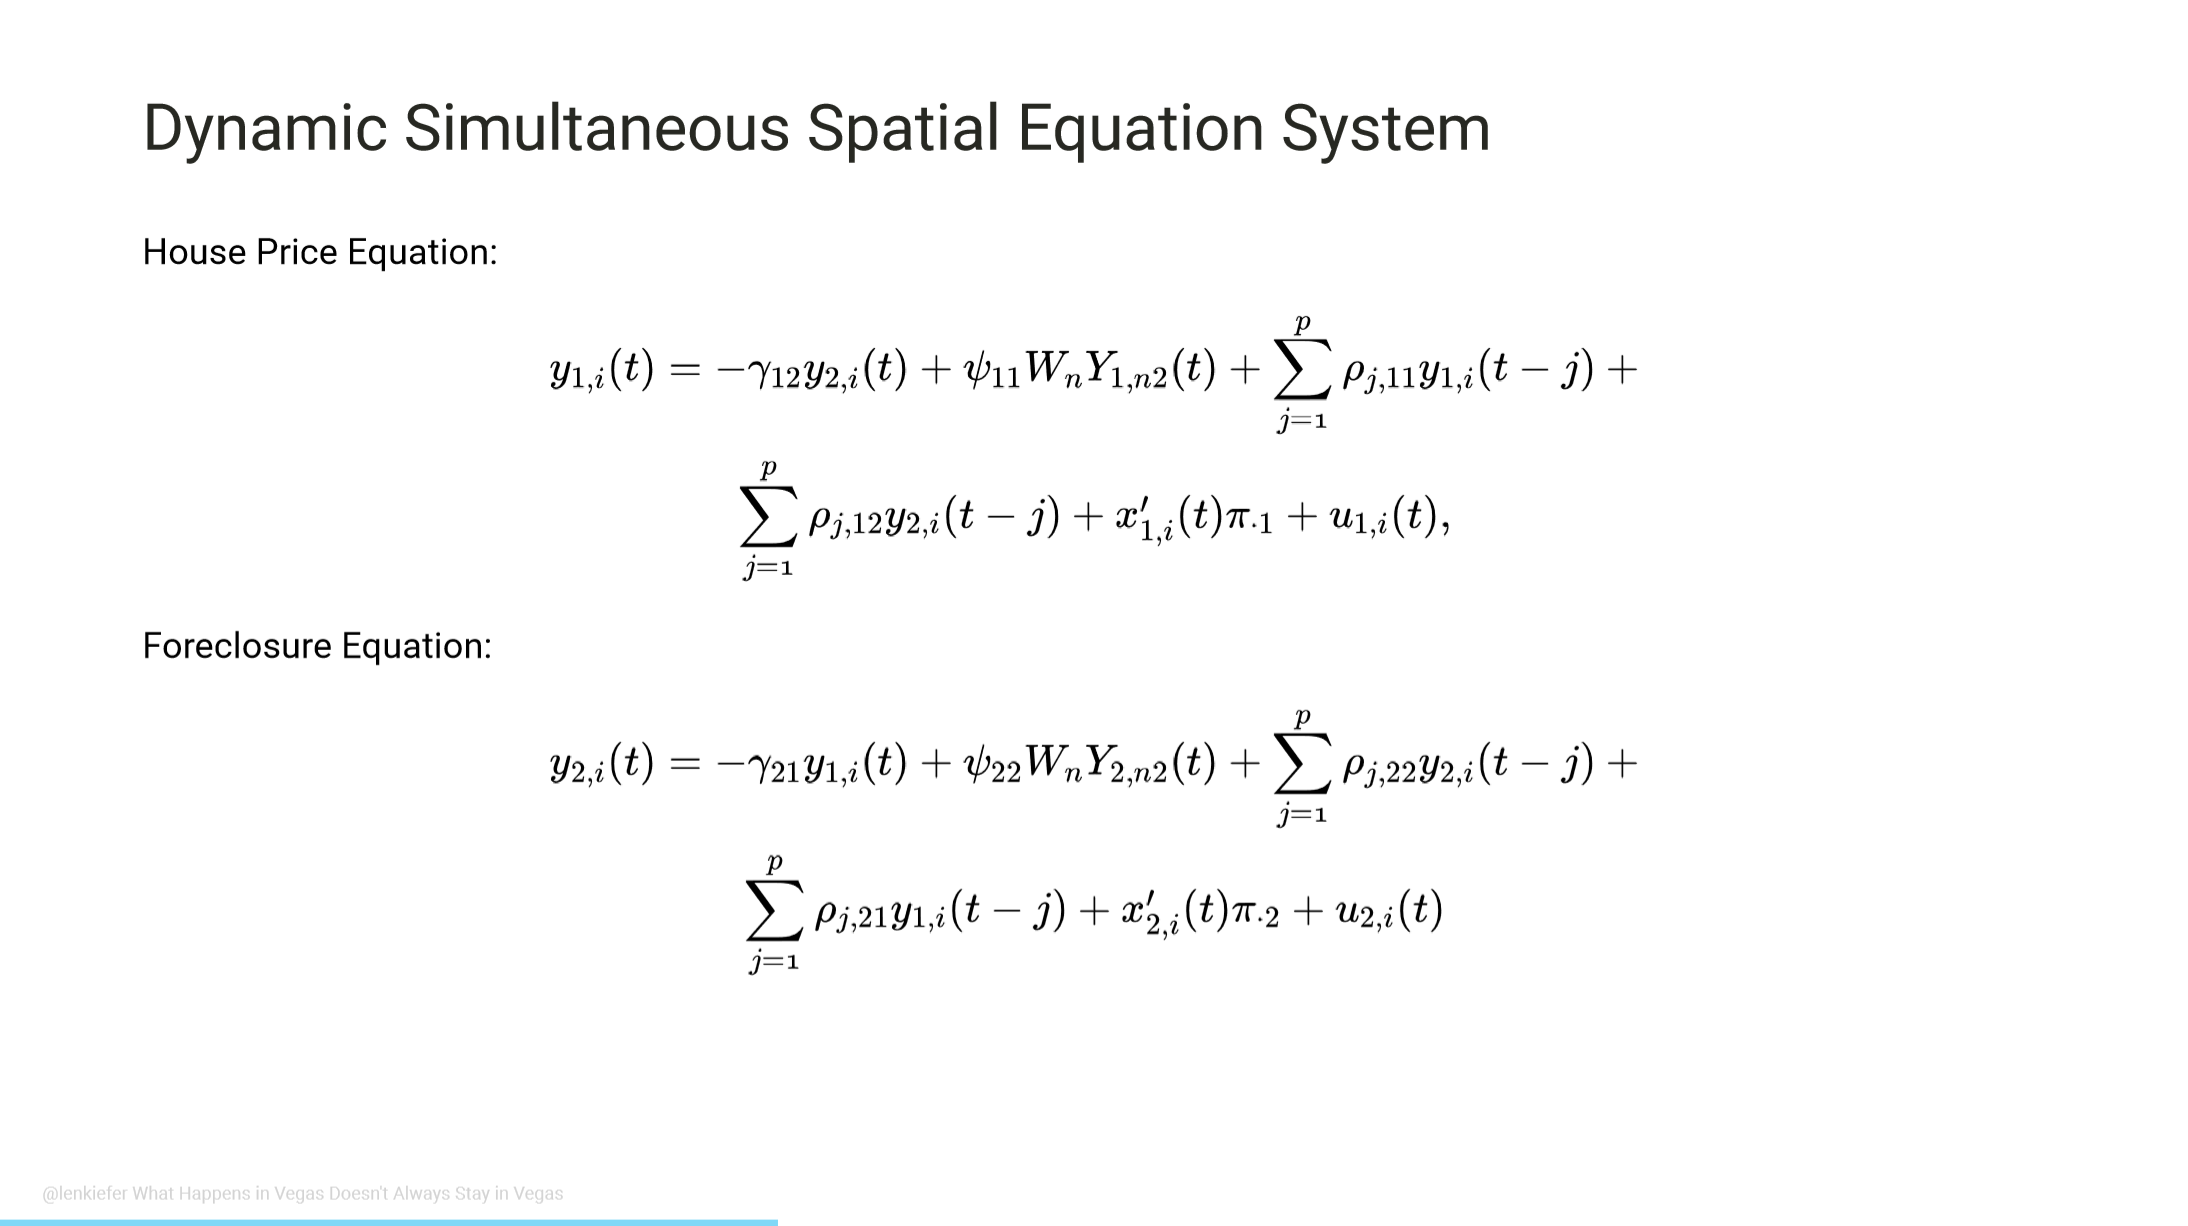 Dynamic Simultaneous Spatial Equation System
House Price Equation:
$$y_{1,i}(t) = -\gamma_{12}y_{2,i}(t) + \psi_{11}W_nY_{1,n2}(t) + \sum_{j=1}^{p} \rho_{j,11}y_{1,i}(t-j) +$$
$$\sum_{j=1}^{p} \rho_{j,12}y_{2,i}(t-j) + x'_{1,i}(t)\pi_{\cdot 1} + u_{1,i}(t),$$
Foreclosure Equation:
$$y_{2,i}(t) = -\gamma_{21}y_{1,i}(t) + \psi_{22}W_nY_{2,n2}(t) + \sum_{j=1}^{p} \rho_{j,22}y_{2,i}(t-j) +$$
$$\sum_{j=1}^{p} \rho_{j,21}y_{1,i}(t-j) + x'_{2,i}(t)\pi_{\cdot 2} + u_{2,i}(t)$$
@lenkiefer What Happens in Vegas Doesn't Always Stay in Vegas